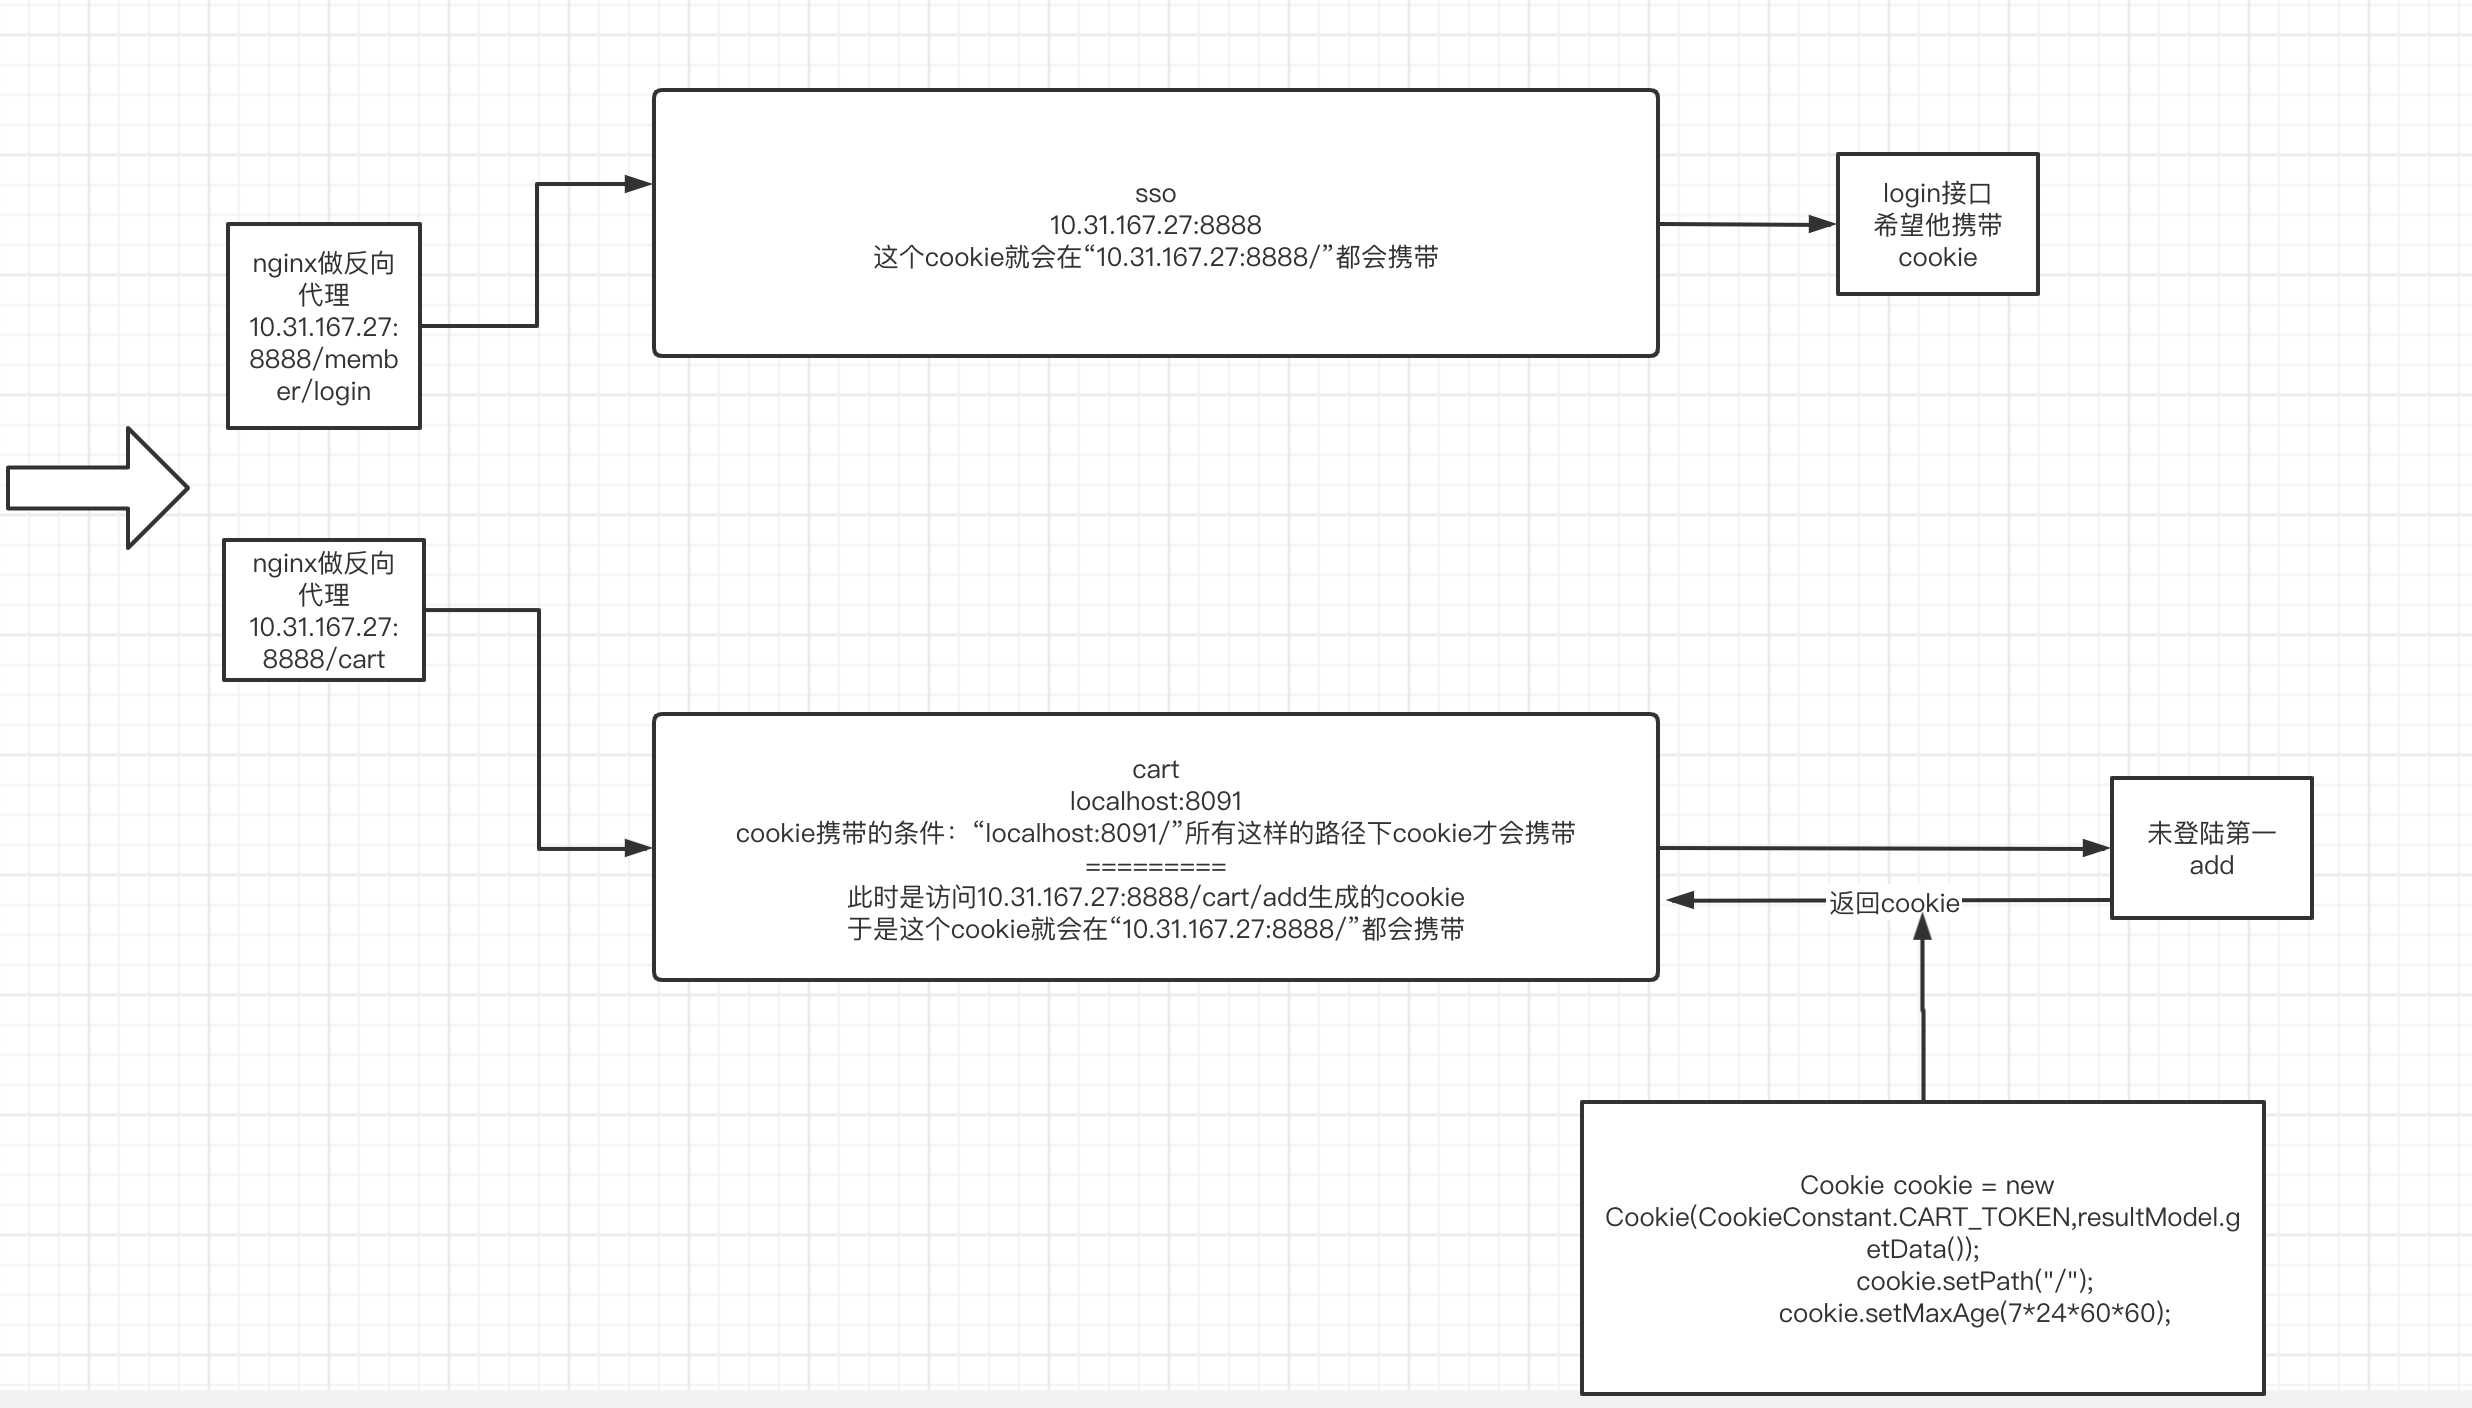 sso
10.31.167.27:8888
这个cookie就会在“10.31.167.27:8888/”都会携带
login接口
希望他携带
cookie
nginx做反向
代理
10.31.167.27:
8888/memb
er/login
nginx做反向
代理
10.31.167.27:
8888/cart
cart
localhost:8091
cookie携带的条件：“localhost:8091/”所有这样的路径下cookie才会携带
=========
此时是访问10.31.167.27:8888/cart/add生成的cookie
于是这个cookie就会在“10.31.167.27:8888/”都会携带
未登陆第一
add
返回cookie
Cookie cookie = new
Cookie(CookieConstant.CART_TOKEN,resultModel.g
etData());
cookie.setPath("/");
cookie.setMaxAge(7*24*60*60);